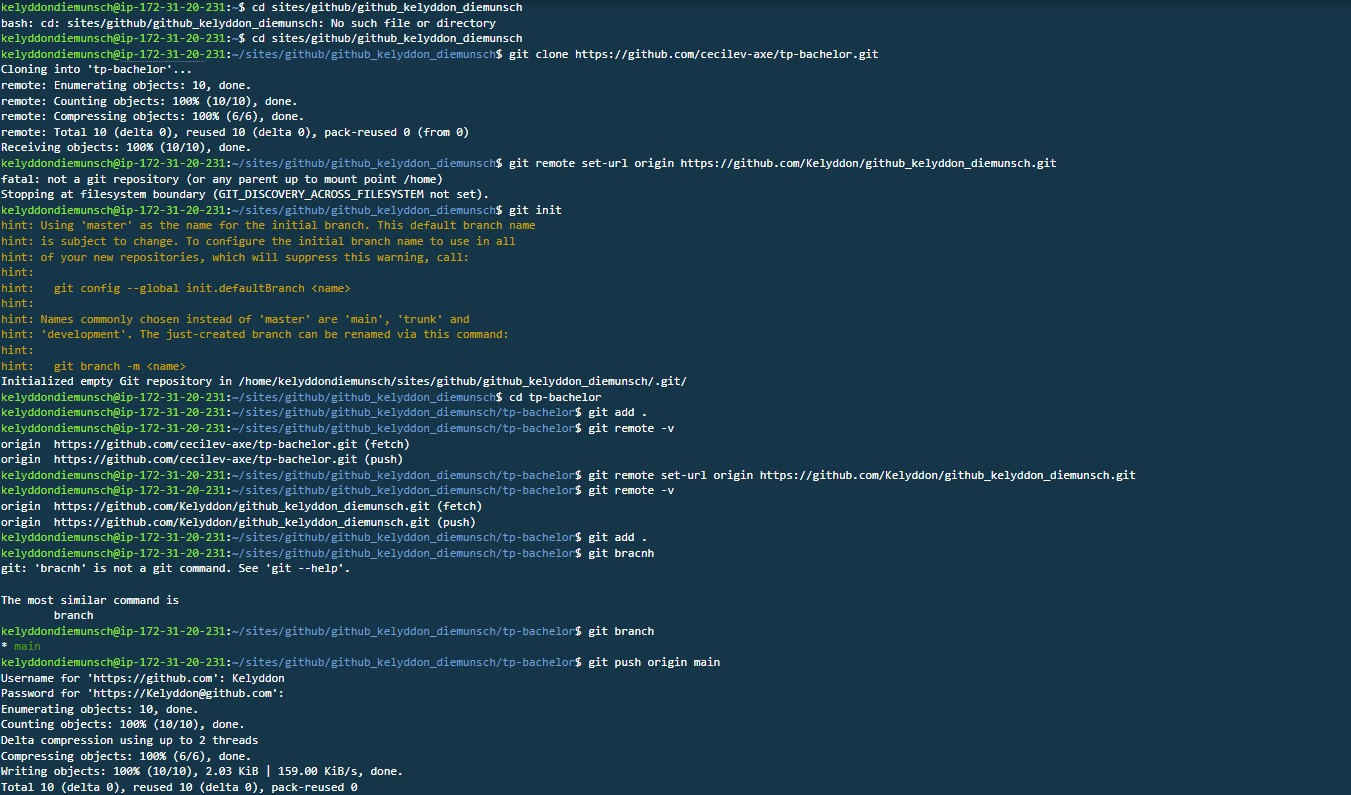 kelyddondiemunsch@ip-172-31-20-231:~$ cd sites/github/github_kelyddon_diemunsch
bash: cd: sites/github/github_kelyddon_diemunsch: No such file or directory
kelyddondiemunsch@ip-172-31-20-231:~$ cd sites/github/github_kelyddon_diemunsch
kelyddondiemunsch@ip-172-31-20-231:~/sites/github/github_kelyddon_diemunsch$ git clone https://github.com/cecilev-axe/tp-bachelor.git
Cloning into 'tp-bachelor'...
remote: Enumerating objects: 10, done.
remote: Counting objects: 100% (10/10), done.
remote: Compressing objects: 100% (6/6), done.
remote: Total 10 (delta 0), reused 10 (delta 0), pack-reused 0 (from 0)
Receiving objects: 100% (10/10), done.
kelyddondiemunsch@ip-172-31-20-231:~/sites/github/github_kelyddon_diemunsch$ git remote set-url origin https://github.com/Kelyddon/github_kelyddon_diemunsch.git
fatal: not a git repository (or any parent up to mount point /home)
Stopping at filesystem boundary (GIT_DISCOVERY_ACROSS_FILESYSTEM not set).
kelyddondiemunsch@ip-172-31-20-231:~/sites/github/github_kelyddon_diemunsch$ git init
hint: Using 'master' as the name for the initial branch. This default branch name
hint: is subject to change. To configure the initial branch name to use in all
hint: of your new repositories, which will suppress this warning, call:
hint:
hint:   git config --global init.defaultBranch <name>
hint:
hint: Names commonly chosen instead of 'master' are 'main', 'trunk' and
hint: 'development'. The just-created branch can be renamed via this command:
hint:
hint:   git branch -m <name>
Initialized empty Git repository in /home/kelyddondiemunsch/sites/github/github_kelyddon_diemunsch/.git/
kelyddondiemunsch@ip-172-31-20-231:~/sites/github/github_kelyddon_diemunsch$ cd tp-bachelor
kelyddondiemunsch@ip-172-31-20-231:~/sites/github/github_kelyddon_diemunsch/tp-bachelor$ git add .
kelyddondiemunsch@ip-172-31-20-231:~/sites/github/github_kelyddon_diemunsch/tp-bachelor$ git remote -v
origin  https://github.com/cecilev-axe/tp-bachelor.git (fetch)
origin  https://github.com/cecilev-axe/tp-bachelor.git (push)
kelyddondiemunsch@ip-172-31-20-231:~/sites/github/github_kelyddon_diemunsch/tp-bachelor$ git remote set-url origin https://github.com/Kelyddon/github_kelyddon_diemunsch.git
kelyddondiemunsch@ip-172-31-20-231:~/sites/github/github_kelyddon_diemunsch/tp-bachelor$ git remote -v
origin  https://github.com/Kelyddon/github_kelyddon_diemunsch.git (fetch)
origin  https://github.com/Kelyddon/github_kelyddon_diemunsch.git (push)
kelyddondiemunsch@ip-172-31-20-231:~/sites/github/github_kelyddon_diemunsch/tp-bachelor$ git add .
kelyddondiemunsch@ip-172-31-20-231:~/sites/github/github_kelyddon_diemunsch/tp-bachelor$ git bracnh
git: 'bracnh' is not a git command. See 'git --help'.

The most similar command is
        branch
kelyddondiemunsch@ip-172-31-20-231:~/sites/github/github_kelyddon_diemunsch/tp-bachelor$ git branch
* main
kelyddondiemunsch@ip-172-31-20-231:~/sites/github/github_kelyddon_diemunsch/tp-bachelor$ git push origin main
Username for 'https://github.com': Kelyddon
Password for 'https://Kelyddon@github.com':
Enumerating objects: 10, done.
Counting objects: 100% (10/10), done.
Delta compression using up to 2 threads
Compressing objects: 100% (6/6), done.
Writing objects: 100% (10/10), 2.03 KiB | 159.00 KiB/s, done.
Total 10 (delta 0), reused 10 (delta 0), pack-reused 0